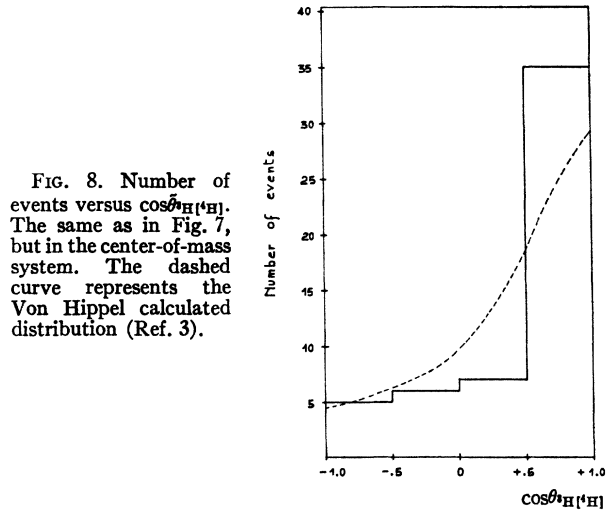 FIG. 8. Number of
events versus cosθ̃³H[⁴H].
The same as in Fig. 7,
but in the center-of-mass
system. The dashed
curve represents the
Von Hippel calculated
distribution (Ref. 3).
Number of events
40
35
30
25
20
15
10
5
-1.0 -.5 0 +.5 +1.0
COSθ³H[⁴H]